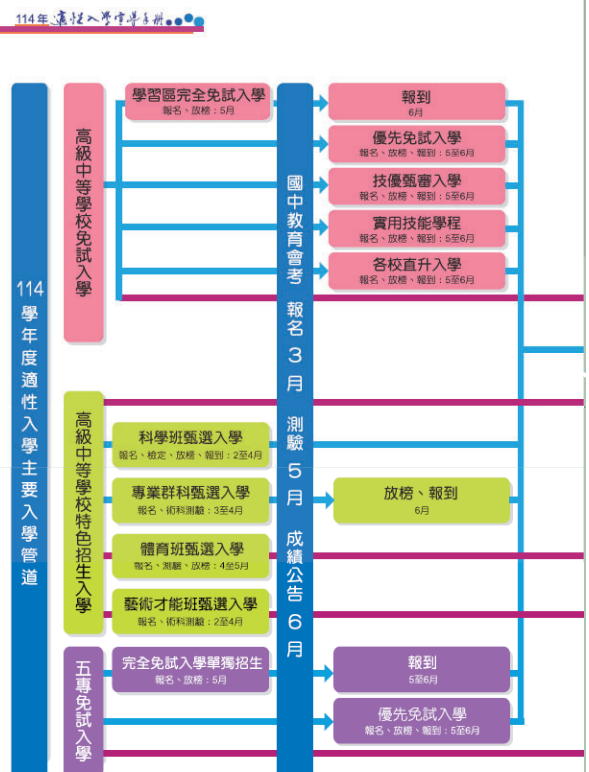 114年適性入學宣導手冊
114學年度適性入學主要入學管道
高級中等學校免試入學
學習區完全免試入學
報名、放榜：5月
國中教育會考 報名3月 測驗5月 成績公告6月
報到
6月
優先免試入學
報名、放榜、報到：5至6月
技優甄審入學
報名、放榜、報到：5至6月
實用技能學程
報名、放榜、報到：5至6月
各校直升入學
報名、放榜、報到：5至6月
高級中等學校特色招生入學
科學班甄選入學
報名、檢定、放榜、報到：2至4月
專業群科甄選入學
報名、術科測驗：3至4月
放榜、報到
6月
體育班甄選入學
報名、測驗、放榜：4至5月
藝術才能班甄選入學
報名、術科測驗：2至4月
五專免試入學
完全免試入學單獨招生
報名、放榜：5月
報到
5至6月
優先免試入學
報名、放榜、報到：5至6月